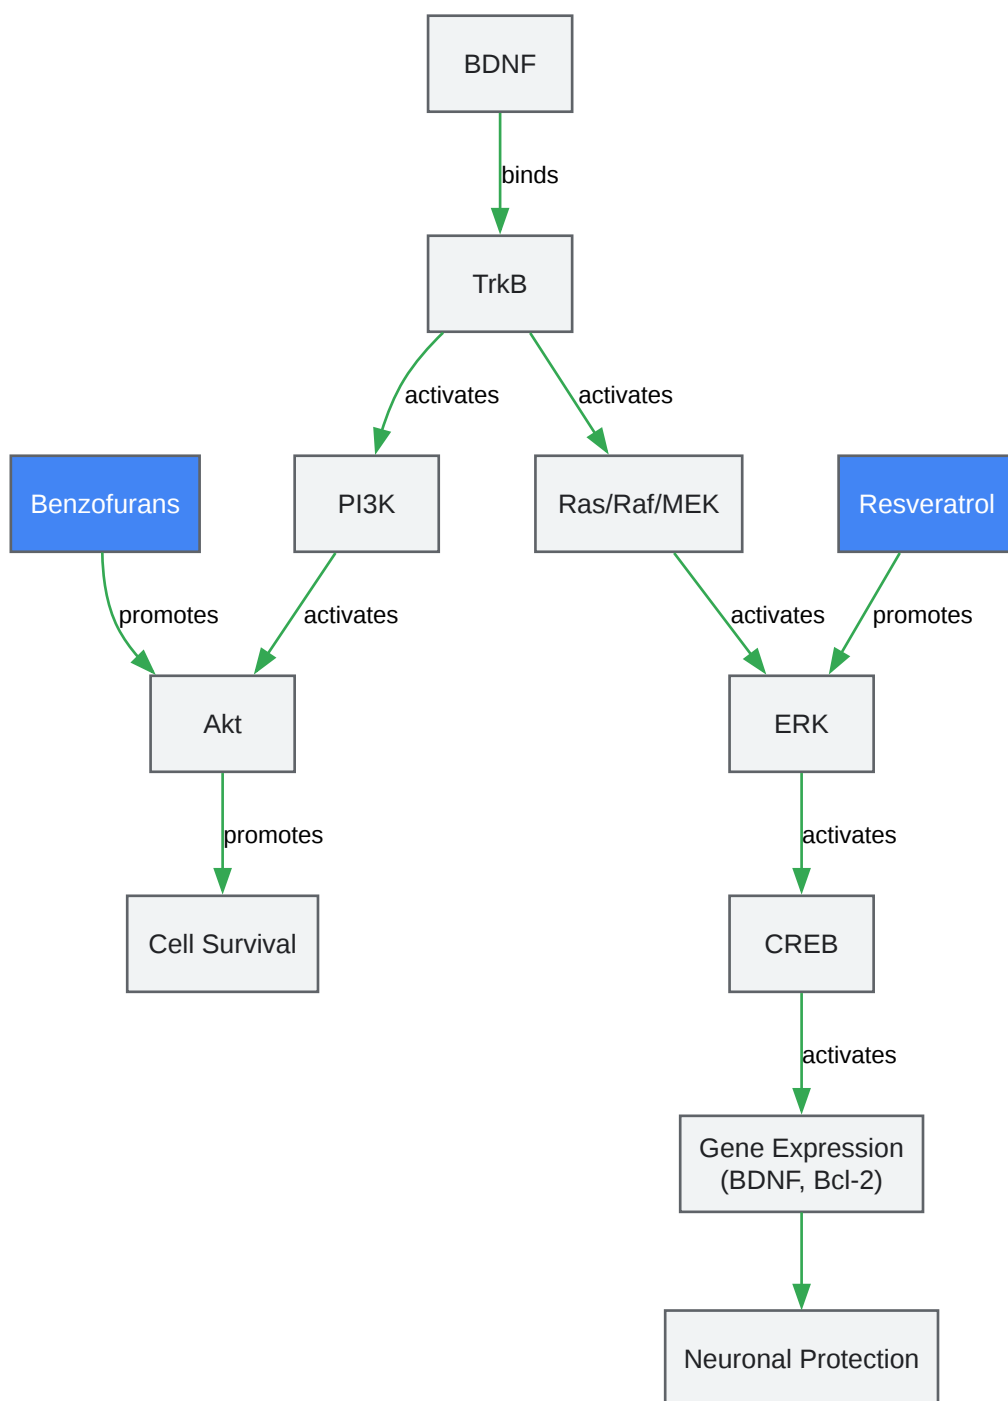 BDNF
binds
TrkB
activates
activates
Benzofurans
PI3K
Ras/Raf/MEK
Resveratrol
promotes
activates
activates
promotes
Akt
ERK
promotes
activates
Cell Survival
CREB
activates
Gene Expression
(BDNF, Bcl-2)
Neuronal Protection